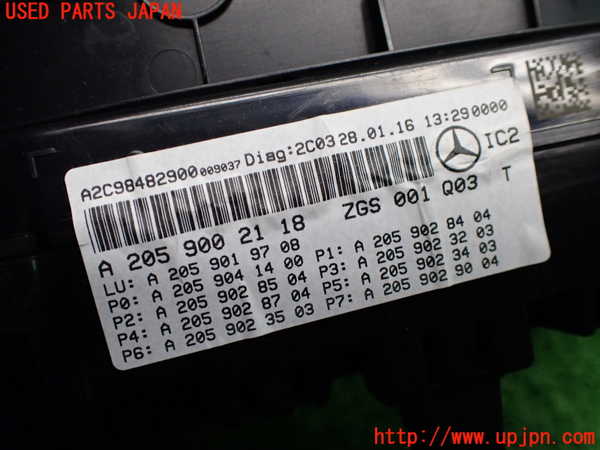 USED PARTS JAPAN
A2C98482900 009037 Diag:2C03 28.01.16 13:290000
IC2
A 205 900 21 18 ZGS 001 Q03 T
LU: A 205 901 97 08
P0: A 205 904 14 00 P1: A 205 902 84 04
P2: A 205 902 85 04 P3: A 205 902 32 03
P4: A 205 902 87 04 P5: A 205 902 34 03
P6: A 205 902 35 03 P7: A 205 902 90 04
UPJ
http://www.upjpn.com/